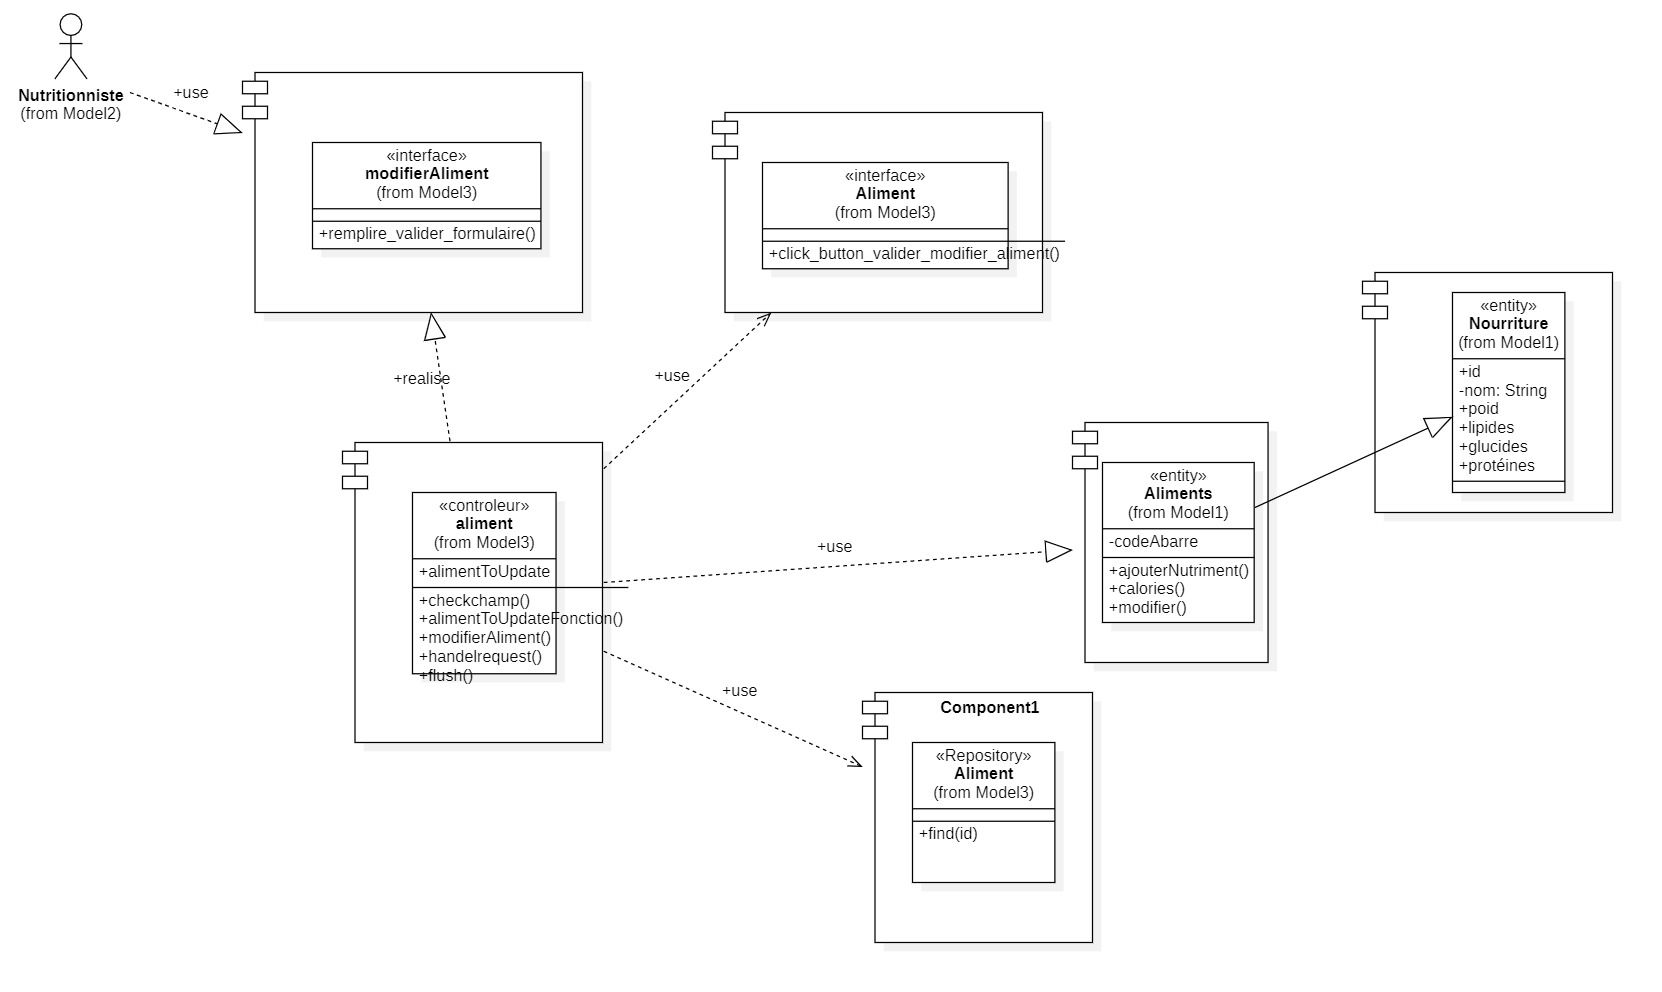 Nutritionniste
(from Model2)
+use
«interface»
modifierAliment
(from Model3)
+remplire_valider_formulaire()
«interface»
Aliment
(from Model3)
+click_button_valider_modifier_aliment()
«entity»
Nourriture
(from Model1)
+id
-nom: String
+poid
+lipides
+glucides
+protéines
+realise
+use
«controleur»
aliment
(from Model3)
+alimentToUpdate
+checkchamp()
+alimentToUpdateFonction()
+modifierAliment()
+handelrequest()
+flush()
+use
«entity»
Aliments
(from Model1)
-codeAbarre
+ajouterNutriment()
+calories()
+modifier()
+use
Component1
«Repository»
Aliment
(from Model3)
+find(id)